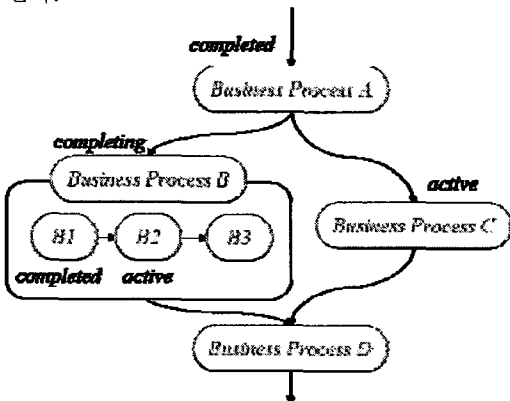 completed
Business Process A
completing
Business Process B
active
B1 B2 B3
Business Process C
completed active
Business Process D